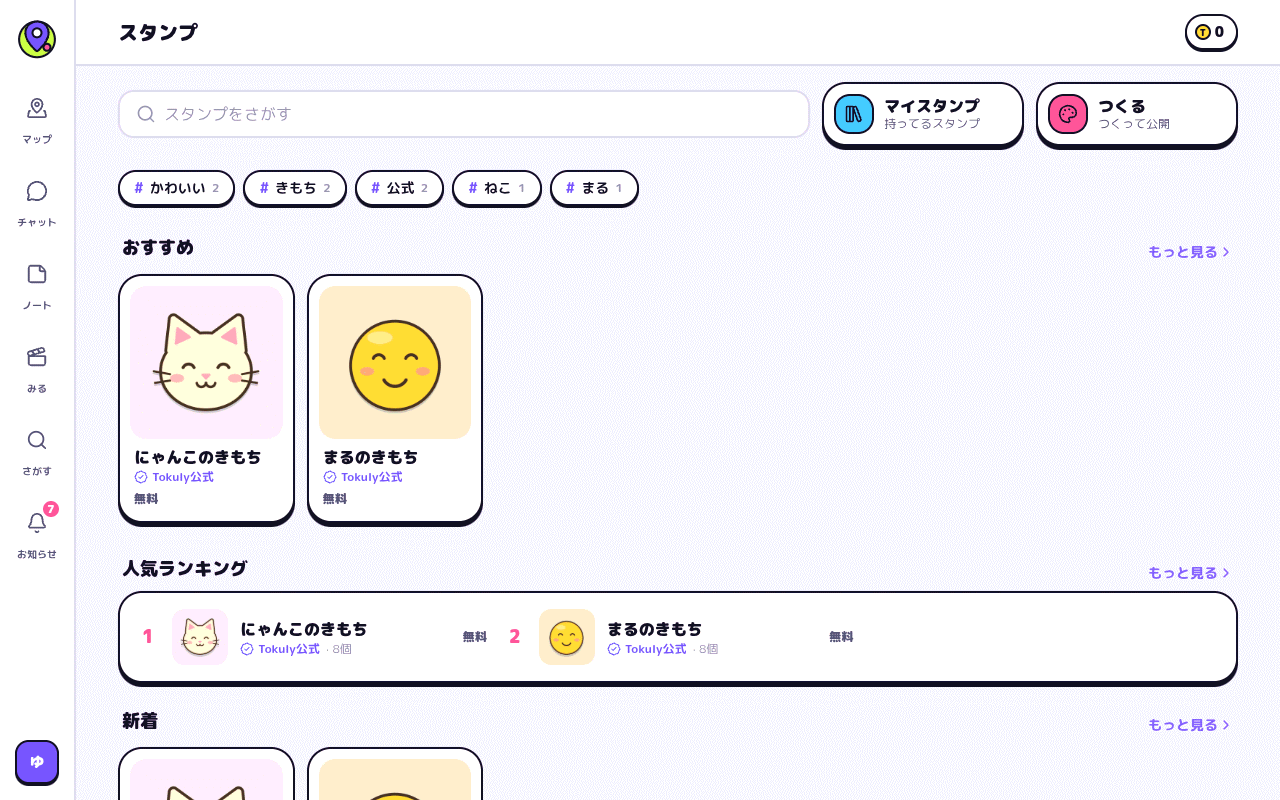 スタンプ
T 0
マップ
チャット
ノート
みる
さがす
7
お知らせ
ゆ
スタンプをさがす
マイスタンプ
持ってるスタンプ
つくる
つくって公開
# かわいい 2
# きもち 2
# 公式 2
# ねこ 1
# まる 1
おすすめ
もっと見る
にゃんこのきもち
Tokuly公式
無料
まるのきもち
Tokuly公式
無料
人気ランキング
もっと見る
1
にゃんこのきもち
Tokuly公式 · 8個
無料
2
まるのきもち
Tokuly公式 · 8個
無料
新着
もっと見る